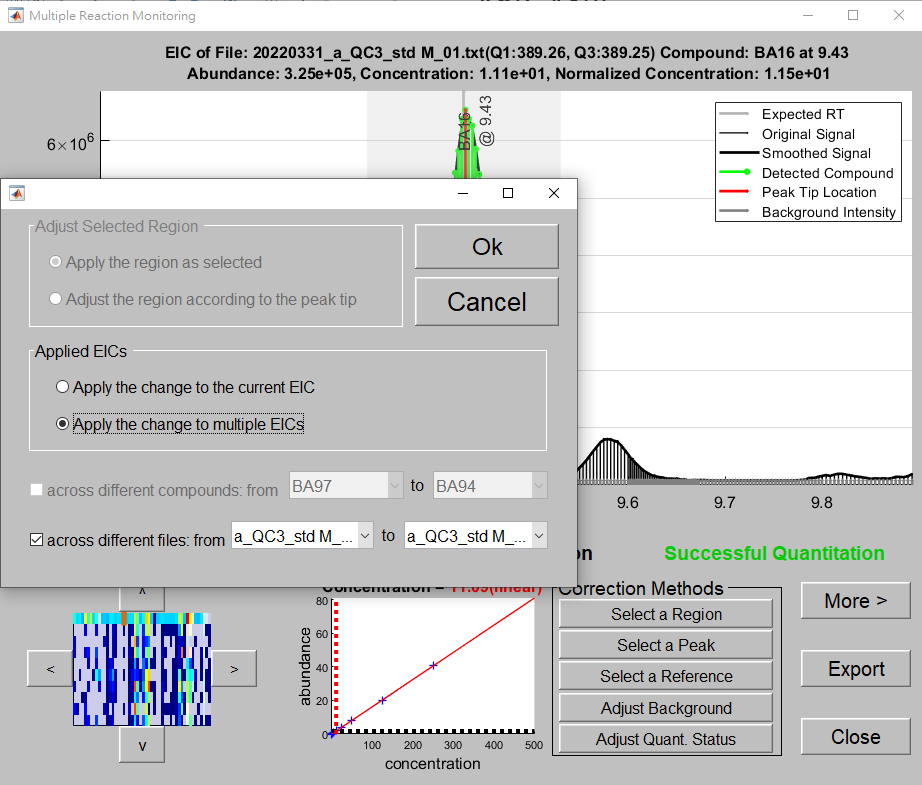 Multiple Reaction Monitoring
EIC of File: 20220331_a_QC3_std M_01.txt(Q1:389.26, Q3:389.25) Compound: BA16 at 9.43
Abundance: 3.25e+05, Concentration: 1.11e+01, Normalized Concentration: 1.15e+01
6×10⁶
BA16
@ 9.43
Expected RT
Original Signal
Smoothed Signal
Detected Compound
Peak Tip Location
Background Intensity
Adjust Selected Region
Apply the region as selected
Adjust the region according to the peak tip
Ok
Cancel
Applied EICs
Apply the change to the current EIC
Apply the change to multiple EICs
across different compounds: from BA97 to BA94
across different files: from a_QC3_std M_... to a_QC3_std M_...
9.6 9.7 9.8
on
Successful Quantitation
Concentration = 11.09(linear)
80
60
40
20
0
abundance
100 200 300 400 500
concentration
<
>
^
v
Correction Methods
Select a Region
Select a Peak
Select a Reference
Adjust Background
Adjust Quant. Status
More >
Export
Close